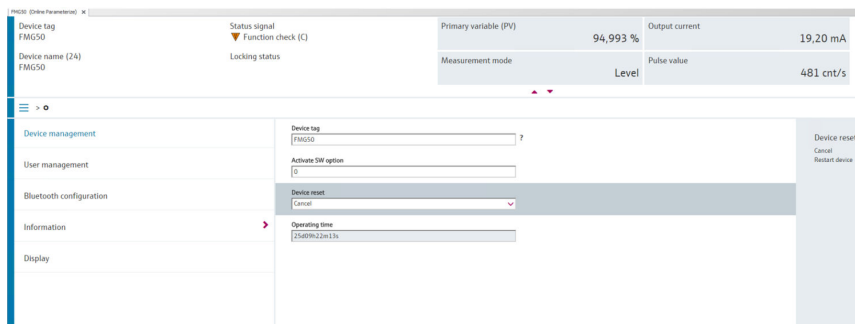 FMG50 (Online Parameterize) X
Device tag
FMG50
Status signal
Function check (C)
Primary variable (PV)
94,993 %
Output current
19,20 mA
Device name (24)
FMG50
Locking status
Measurement mode
Level
Pulse value
481 cnt/s
>
Device management
User management
Bluetooth configuration
Information
Display
Device tag
FMG50
?
Activate SW option
0
Device reset
Cancel
Operating time
25d09h22m13s
Device reset
Cancel
Restart device